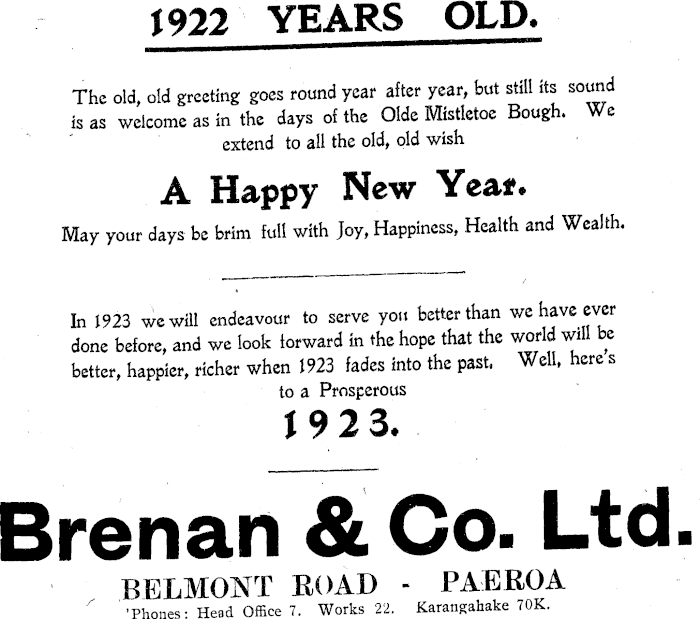 1922 YEARS OLD.
The old, old greeting goes round year after year, but still its sound
is as welcome as in the days of the Olde Mistletoe Bough. We
extend to all the old, old wish
A Happy New Year.
May your days be brim full with Joy, Happiness, Health and Wealth.
In 1923 we will endeavour to serve you better than we have ever
done before, and we look forward in the hope that the world will be
better, happier, richer when 1923 fades into the past. Well, here's
to a Prosperous
1923.
Brenan & Co. Ltd.
BELMONT ROAD - PAEROA
'Phones: Head Office 7. Works 22. Karangahake 70K.